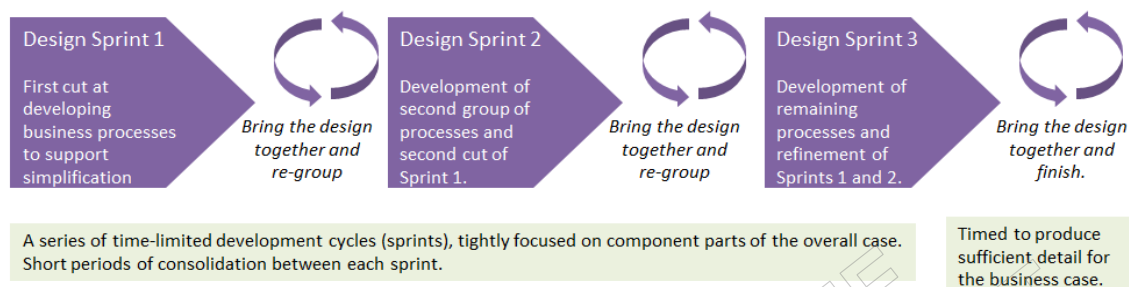 Design Sprint 1
First cut at
developing
business processes
to support
simplification
Bring the design
together and
re-group
Design Sprint 2
Development of
second group of
processes and
second cut of
Sprint 1.
Bring the design
together and
re-group
Design Sprint 3
Development of
remaining
processes and
refinement of
Sprints 1 and 2.
Bring the design
together and
finish.
A series of time-limited development cycles (sprints), tightly focused on component parts of the overall case.
Short periods of consolidation between each sprint.
Timed to produce
sufficient detail for
the business case.